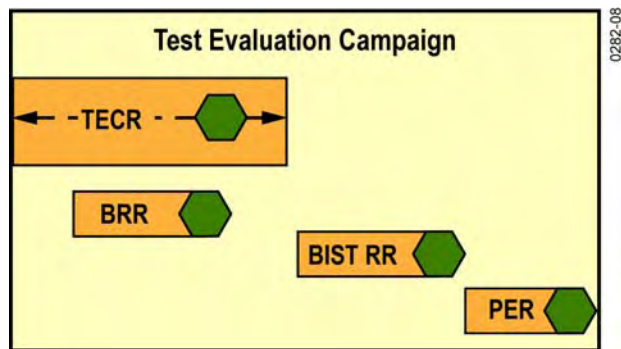 Test Evaluation Campaign
0282-08
TECR
BRR
BIST RR
PER